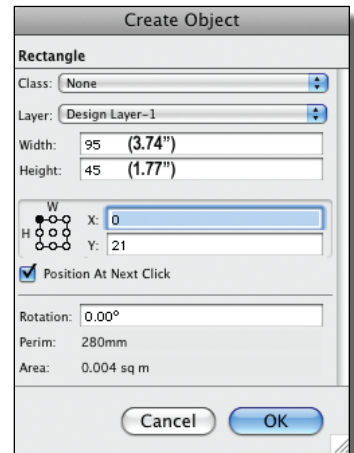 Create Object
Rectangle
Class: None
Layer: Design Layer-1
Width: 95 (3.74")
Height: 45 (1.77")
W
H
X: 0
Y: 21
Position At Next Click
Rotation: 0.00°
Perim: 280mm
Area: 0.004 sq m
Cancel OK